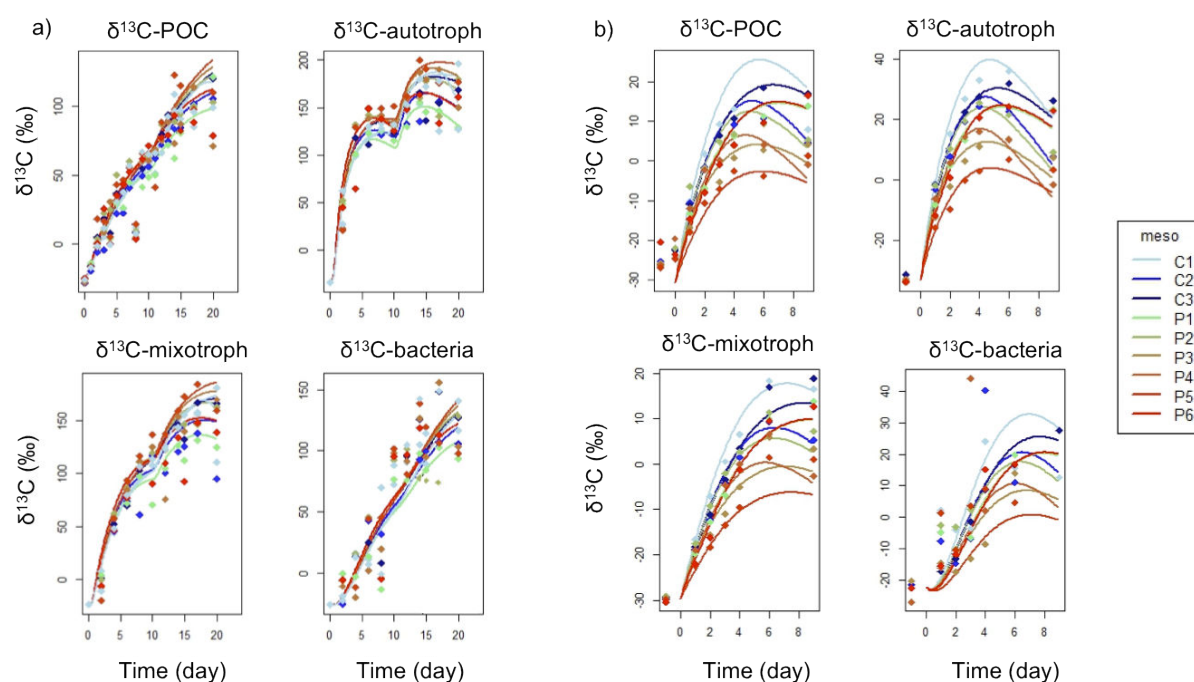 a)
δ¹³C-POC
δ¹³C-autotroph
δ¹³C (‰)
0 50 100
0 5 10 15 20
0 50 100 150 200
0 5 10 15 20
δ¹³C-mixotroph
δ¹³C-bacteria
δ¹³C (‰)
0 50 100 150
0 5 10 15 20
0 50 100 150
0 5 10 15 20
Time (day)
Time (day)
b)
δ¹³C-POC
δ¹³C-autotroph
δ¹³C (‰)
-30 -20 -10 0 10 20
0 2 4 6 8
-20 0 20 40
0 2 4 6 8
δ¹³C-mixotroph
δ¹³C-bacteria
δ¹³C (‰)
-30 -20 -10 0 10 20
0 2 4 6 8
-30 -20 -10 0 10 20 40
0 2 4 6 8
Time (day)
Time (day)
meso
C1
C2
C3
P1
P2
P3
P4
P5
P6